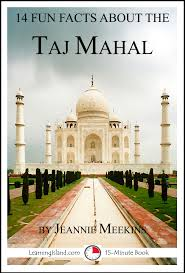 14 FUN FACTS ABOUT THE
TAJ MAHAL
BY JEANNIE MEEKINS
LearningIsland.com
15-Minute Book